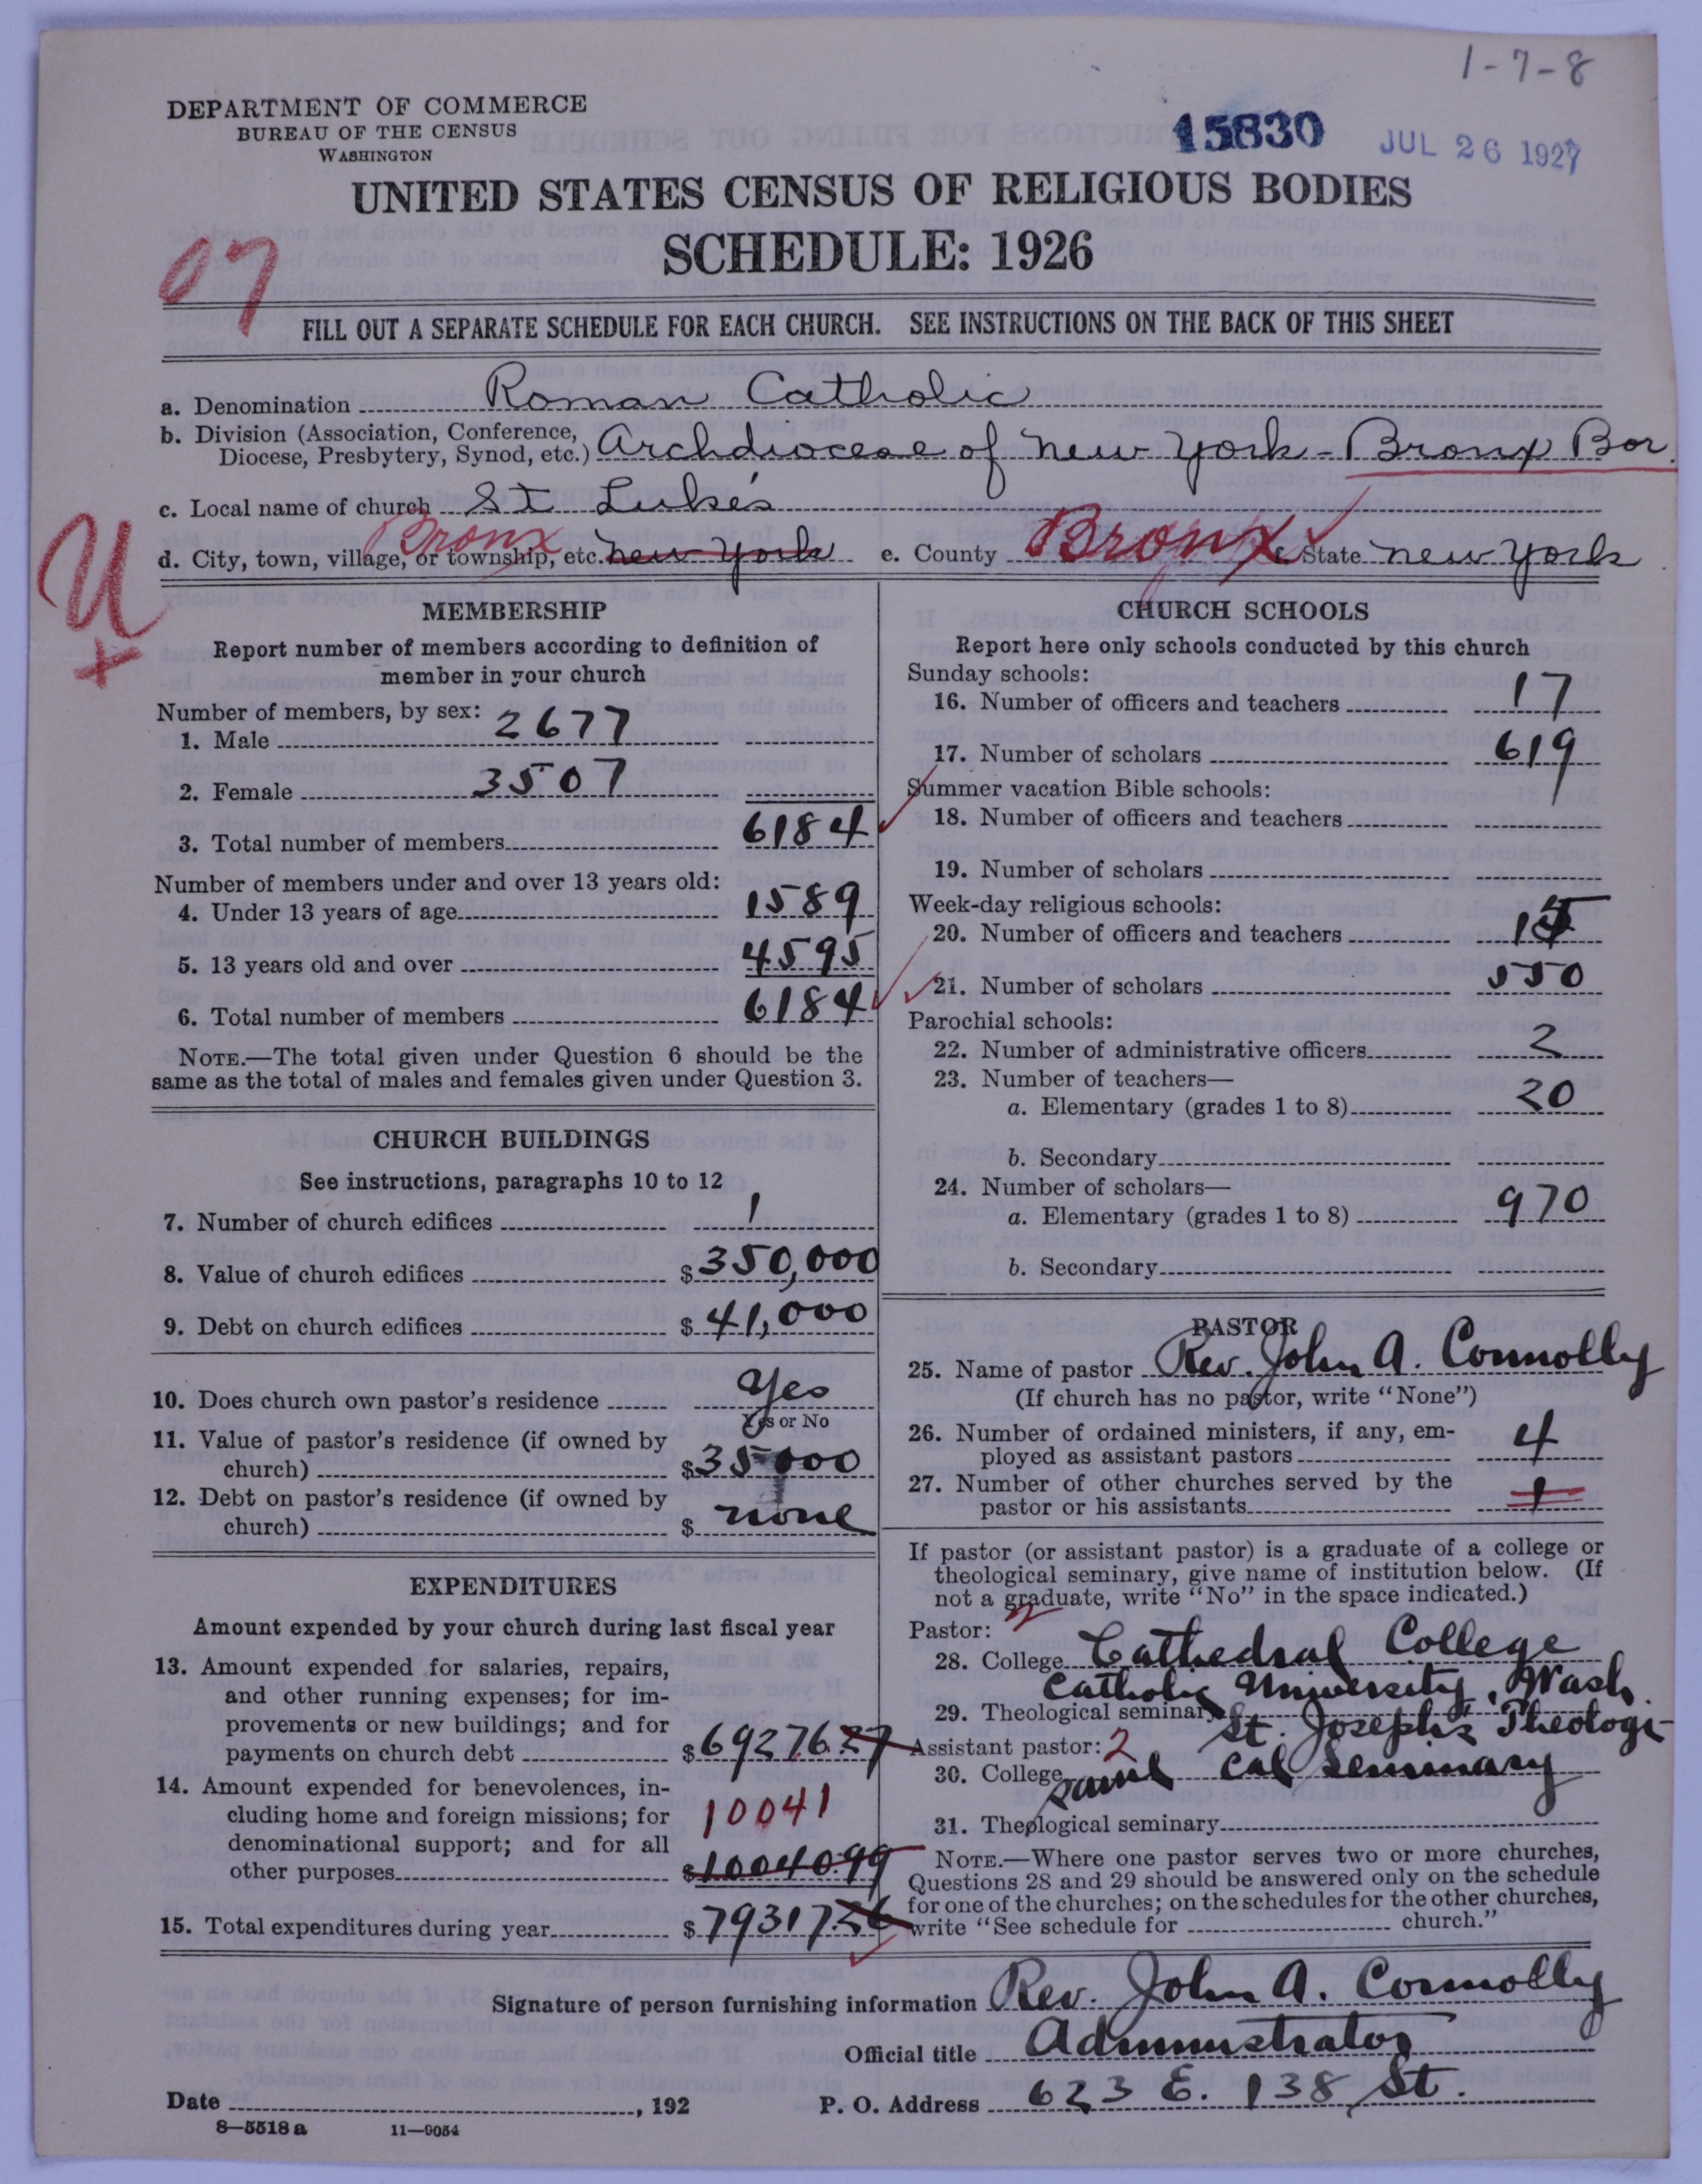 1-7-8
DEPARTMENT OF COMMERCE
BUREAU OF THE CENSUS
WASHINGTON
15830 JUL 26 1927
UNITED STATES CENSUS OF RELIGIOUS BODIES
SCHEDULE: 1926
07
FILL OUT A SEPARATE SCHEDULE FOR EACH CHURCH. SEE INSTRUCTIONS ON THE BACK OF THIS SHEET
a. Denomination Roman Catholic
b. Division (Association, Conference, Diocese, Presbytery, Synod, etc.) Archdiocese of New York - Bronx Bor.
c. Local name of church St Luke's
d. City, town, village, or township, etc. New York Bronx e. County Bronx f. State New York
U
x
MEMBERSHIP
Report number of members according to definition of
member in your church
Number of members, by sex:
1. Male 2677
2. Female 3507
3. Total number of members 6184
Number of members under and over 13 years old:
4. Under 13 years of age 1589
5. 13 years old and over 4595
6. Total number of members 6184
NOTE.—The total given under Question 6 should be the
same as the total of males and females given under Question 3.
CHURCH BUILDINGS
See instructions, paragraphs 10 to 12
7. Number of church edifices 1
8. Value of church edifices $ 350,000
9. Debt on church edifices $ 41,000
10. Does church own pastor's residence Yes
Yes or No
11. Value of pastor's residence (if owned by
church) $ 35000
12. Debt on pastor's residence (if owned by
church) $ none
EXPENDITURES
Amount expended by your church during last fiscal year
13. Amount expended for salaries, repairs,
and other running expenses; for im-
provements or new buildings; and for
payments on church debt $ 69276.27
14. Amount expended for benevolences, in-
cluding home and foreign missions; for
denominational support; and for all
other purposes $ 10040.99
10041
15. Total expenditures during year $ 79317.26
CHURCH SCHOOLS
Report here only schools conducted by this church
Sunday schools:
16. Number of officers and teachers 17
17. Number of scholars 619
Summer vacation Bible schools:
18. Number of officers and teachers
19. Number of scholars
Week-day religious schools:
20. Number of officers and teachers
21. Number of scholars 550
Parochial schools:
22. Number of administrative officers 2
23. Number of teachers—
a. Elementary (grades 1 to 8) 20
b. Secondary
24. Number of scholars—
a. Elementary (grades 1 to 8) 970
b. Secondary
PASTOR
25. Name of pastor Rev. John A. Connolly
(If church has no pastor, write "None")
26. Number of ordained ministers, if any, em-
ployed as assistant pastors 4
27. Number of other churches served by the
pastor or his assistants 1
If pastor (or assistant pastor) is a graduate of a college or
theological seminary, give name of institution below. (If
not a graduate, write "No" in the space indicated.)
Pastor: 2
28. College Cathedral College
Catholic University, Wash.
29. Theological seminary St. Joseph's Theologi-
cal Seminary
Assistant pastor: 2
30. College same
31. Theological seminary
NOTE.—Where one pastor serves two or more churches,
Questions 28 and 29 should be answered only on the schedule
for one of the churches; on the schedules for the other churches,
write "See schedule for church."
Signature of person furnishing information Rev. John A. Connolly
Official title Administrator
Date , 192 P. O. Address 623 E. 138 St.
8—5518 a 11—9054